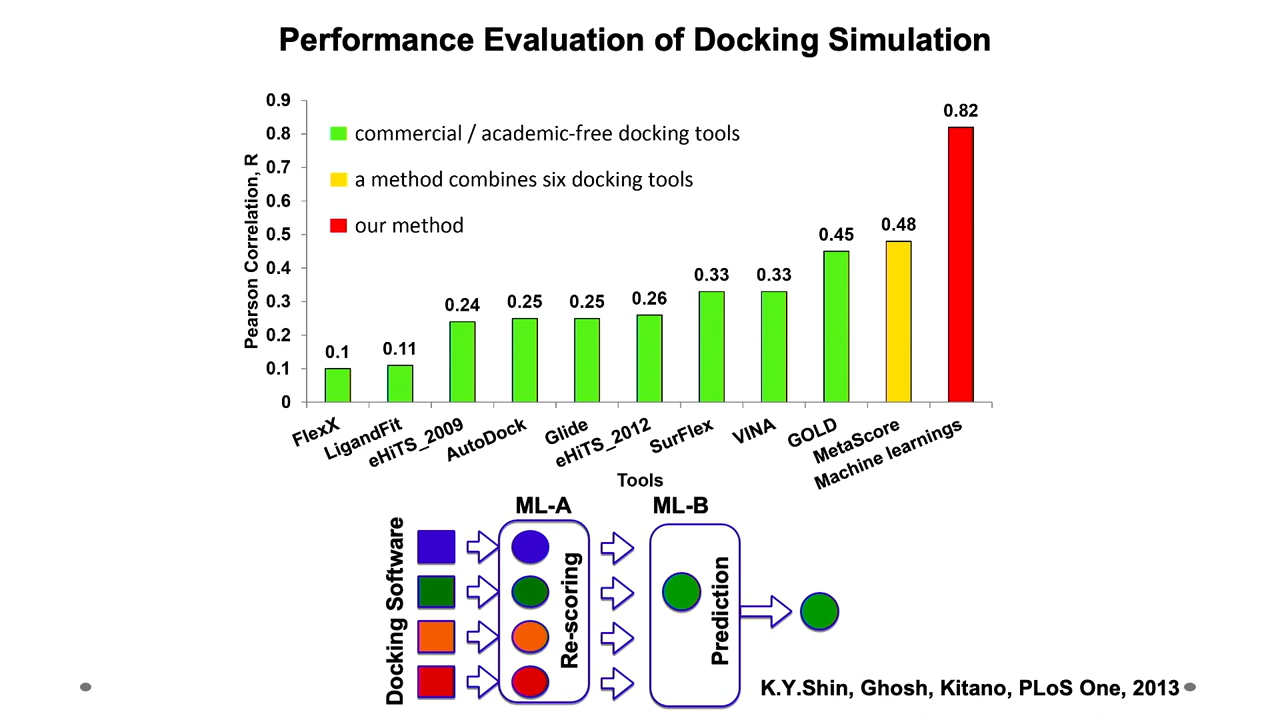 Performance Evaluation of Docking Simulation
Pearson Correlation, R
0.9
0.8
0.7
0.6
0.5
0.4
0.3
0.2
0.1
0
commercial / academic-free docking tools
a method combines six docking tools
our method
0.1
0.11
0.24
0.25
0.25
0.26
0.33
0.33
0.45
0.48
0.82
FlexX
LigandFit
eHiTS_2009
AutoDock
Glide
eHiTS_2012
SurFlex
VINA
GOLD
MetaScore
Machine learnings
Tools
ML-A
ML-B
Docking Software
Re-scoring
Prediction
K.Y.Shin, Ghosh, Kitano, PLoS One, 2013